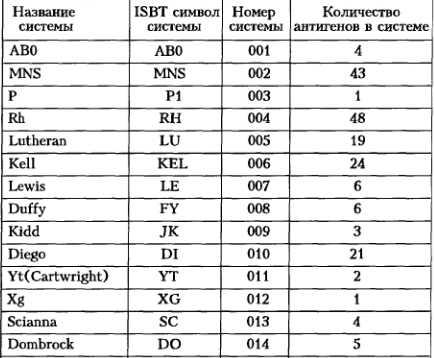 Название системы | ISBT символ системы | Номер системы | Количество антигенов в системе
AB0 | AB0 | 001 | 4
MNS | MNS | 002 | 43
P | P1 | 003 | 1
Rh | RH | 004 | 48
Lutheran | LU | 005 | 19
Kell | KEL | 006 | 24
Lewis | LE | 007 | 6
Duffy | FY | 008 | 6
Kidd | JK | 009 | 3
Diego | DI | 010 | 21
Yt(Cartwright) | YT | 011 | 2
Xg | XG | 012 | 1
Scianna | SC | 013 | 4
Dombrock | DO | 014 | 5